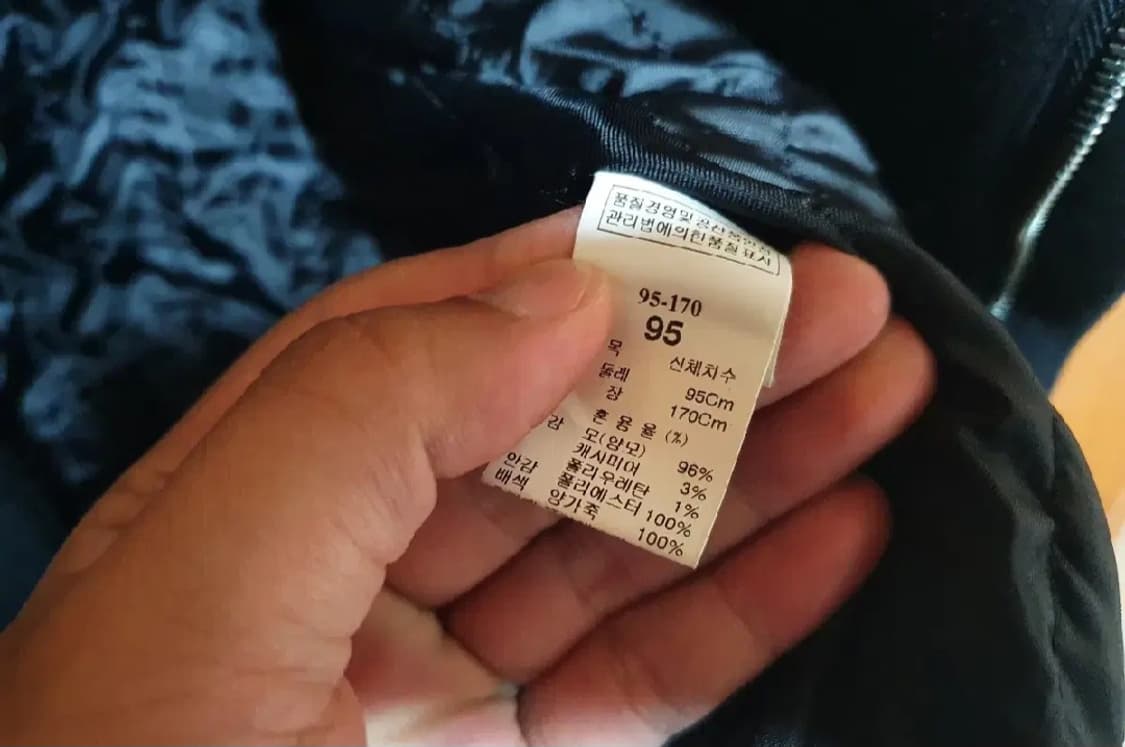 품질경영및공산품안전
관리법에의한품질표시
95-170
95
목 신체치수
둘레 95Cm
장 170Cm
혼용율 (%)
감 모(양모) 96%
캐시미어 3%
폴리우레탄 1%
안감 폴리에스터 100%
배색 양가죽 100%